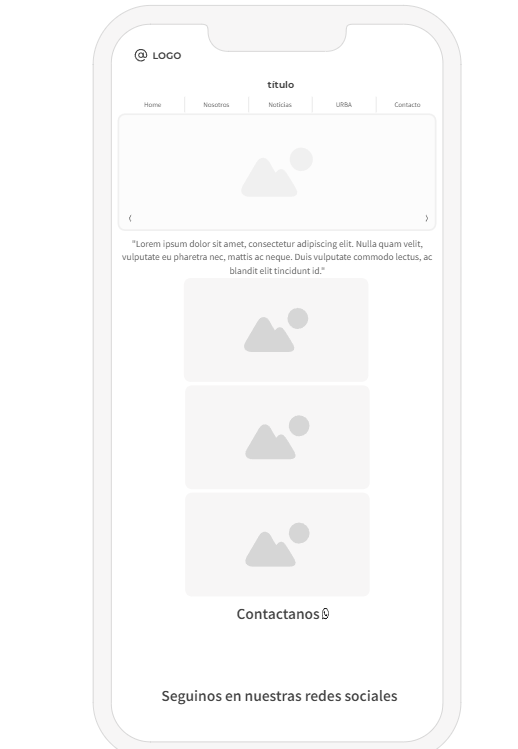 @ LOGO
título
Home Nosotros Noticias URBA Contacto
"Lorem ipsum dolor sit amet, consectetur adipiscing elit. Nulla quam velit,
vulputate eu pharetra nec, mattis ac neque. Duis vulputate commodo lectus, ac
blandit elit tincidunt id."
Contactanos
Seguinos en nuestras redes sociales